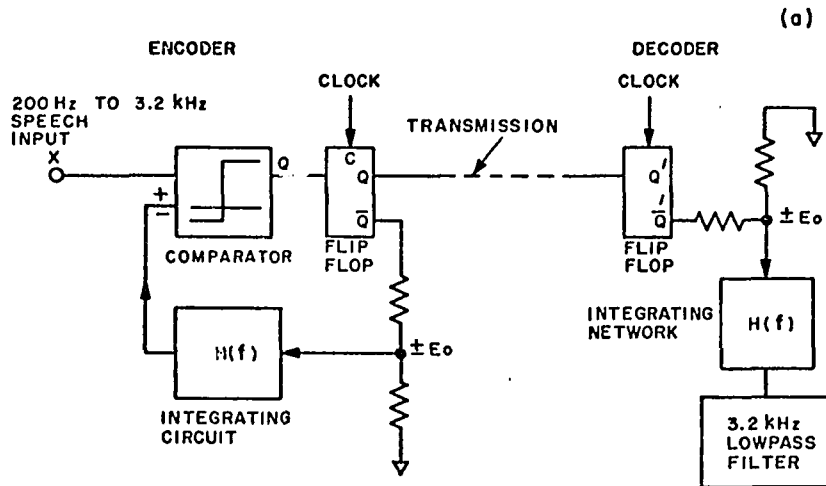 (a)
ENCODER
DECODER
CLOCK
CLOCK
200 Hz TO 3.2 kHz
SPEECH
INPUT
X
TRANSMISSION
+
−
Q
C
Q
Q̅
Q'
Q̅'
± Eo
COMPARATOR
FLIP
FLOP
FLIP
FLOP
H(f)
± Eo
INTEGRATING
NETWORK
H(f)
INTEGRATING
CIRCUIT
3.2 kHz
LOWPASS
FILTER